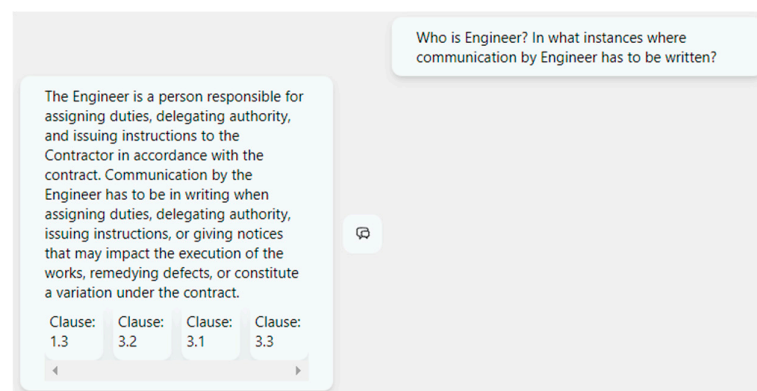 Who is Engineer? In what instances where
communication by Engineer has to be written?
The Engineer is a person responsible for
assigning duties, delegating authority,
and issuing instructions to the
Contractor in accordance with the
contract. Communication by the
Engineer has to be in writing when
assigning duties, delegating authority,
issuing instructions, or giving notices
that may impact the execution of the
works, remedying defects, or constitute
a variation under the contract.
Clause: Clause: Clause: Clause:
1.3 3.2 3.1 3.3